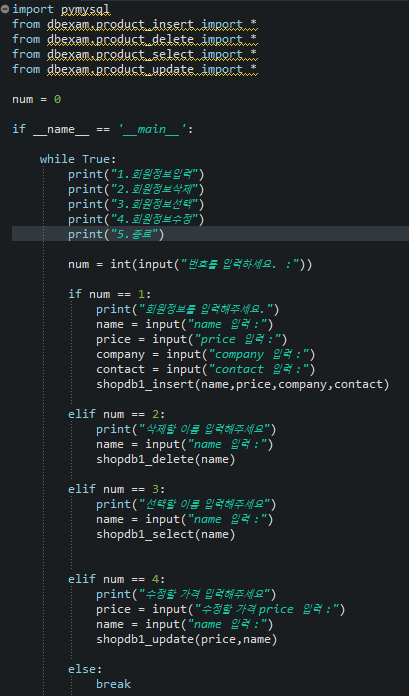 import pymysql
from dbexam.product_insert import *
from dbexam.product_delete import *
from dbexam.product_select import *
from dbexam.product_update import *

num = 0

if __name__ == '__main__':

    while True:
        print("1.회원정보입력")
        print("2.회원정보삭제")
        print("3.회원정보선택")
        print("4.회원정보수정")
        print("5.종료")

        num = int(input("번호를 입력하세요. :"))

        if num == 1:
            print("회원정보를 입력해주세요.")
            name = input("name 입력 :")
            price = input("price 입력 :")
            company = input("company 입력 :")
            contact = input("contact 입력 :")
            shopdb1_insert(name,price,company,contact)

        elif num == 2:
            print("삭제할 이름 입력해주세요")
            name = input("name 입력 :")
            shopdb1_delete(name)

        elif num == 3:
            print("선택할 이름 입력해주세요")
            name = input("name 입력 :")
            shopdb1_select(name)


        elif num == 4:
            print("수정할 가격 입력해주세요")
            price = input("수정할 가격 price 입력 :")
            name = input("name 입력 :")
            shopdb1_update(price,name)

        else:
            break